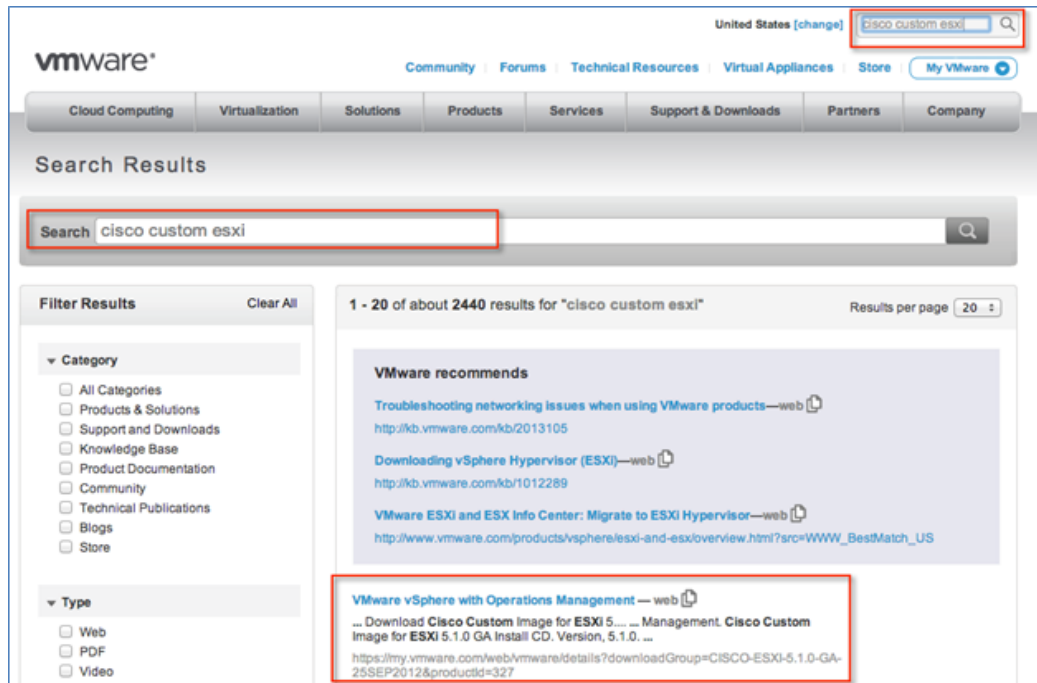 United States [change]
cisco custom esxi
vmware®
Community
Forums
Technical Resources
Virtual Appliances
Store
My VMware
Cloud Computing
Virtualization
Solutions
Products
Services
Support & Downloads
Partners
Company
Search Results
Search cisco custom esxi
Filter Results
Clear All
Category
All Categories
Products & Solutions
Support and Downloads
Knowledge Base
Product Documentation
Community
Technical Publications
Blogs
Store
Type
Web
PDF
Video
1 - 20 of about 2440 results for "cisco custom esxi"
Results per page 20
VMware recommends
Troubleshooting networking issues when using VMware products—web
http://kb.vmware.com/kb/2013105
Downloading vSphere Hypervisor (ESXi)—web
http://kb.vmware.com/kb/1012289
VMware ESXi and ESX Info Center: Migrate to ESXi Hypervisor—web
http://www.vmware.com/products/vsphere/esxi-and-esx/overview.html?src=WWW_BestMatch_US
VMware vSphere with Operations Management — web
... Download Cisco Custom Image for ESXi 5.... ... Management. Cisco Custom
Image for ESXi 5.1.0 GA Install CD. Version, 5.1.0. ...
https://my.vmware.com/web/vmware/details?downloadGroup=CISCO-ESXI-5.1.0-GA-
25SEP2012&productId=327